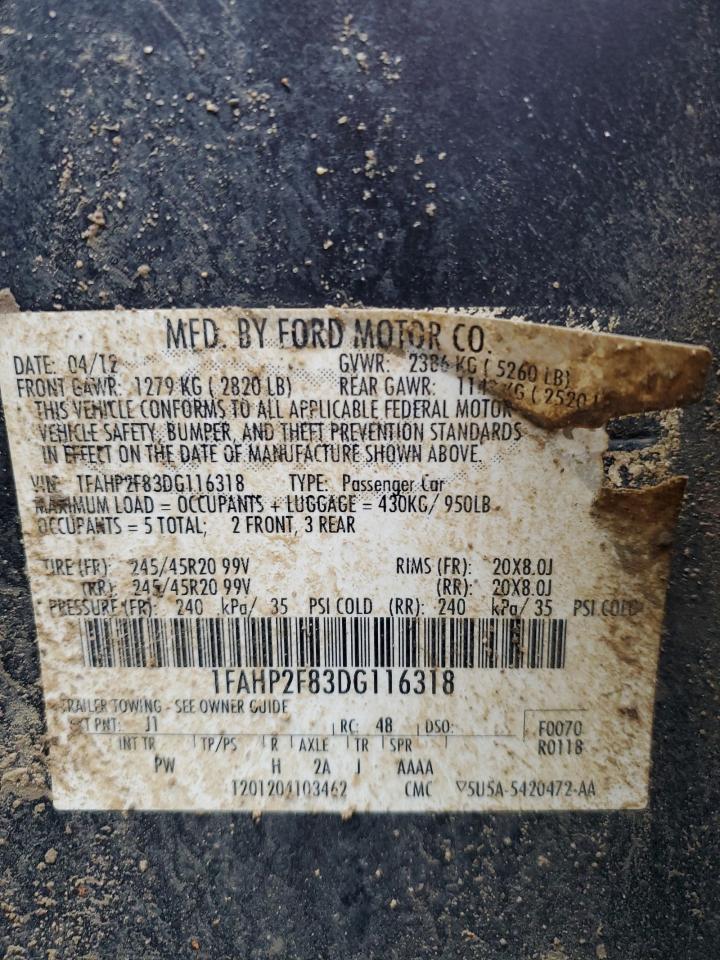 MFD. BY FORD MOTOR CO.
DATE: 04/12 GVWR: 2386 KG ( 5260 LB)
FRONT GAWR: 1279 KG ( 2820 LB) REAR GAWR: KG ( 2520
THIS VEHICLE CONFORMS TO ALL APPLICABLE FEDERAL MOTOR
VEHICLE SAFETY, BUMPER, AND THEFT PREVENTION STANDARDS
IN EFFECT ON THE DATE OF MANUFACTURE SHOWN ABOVE.
VIN: 1FAHP2F83DG116318 TYPE: Passenger Car
MAXIMUM LOAD = OCCUPANTS + LUGGAGE = 430KG/ 950LB
OCCUPANTS = 5 TOTAL; 2 FRONT, 3 REAR
TIRE (FR): 245/45R20 99V RIMS (FR): 20X8.0J
(RR): 245/45R20 99V (RR): 20X8.0J
PRESSURE (FR): 240 kPa/ 35 PSI COLD (RR): 240 kPa/ 35 PSI COLD
1FAHP2F83DG116318
TRAILER TOWING - SEE OWNER GUIDE
EXT PNT: J1 RC: 48 DSO: F0070
INT TR TP/PS R AXLE TR SPR R0118
PW H 2A J AAAA
T201204103462 CMC ▽5U5A-5420472-AA